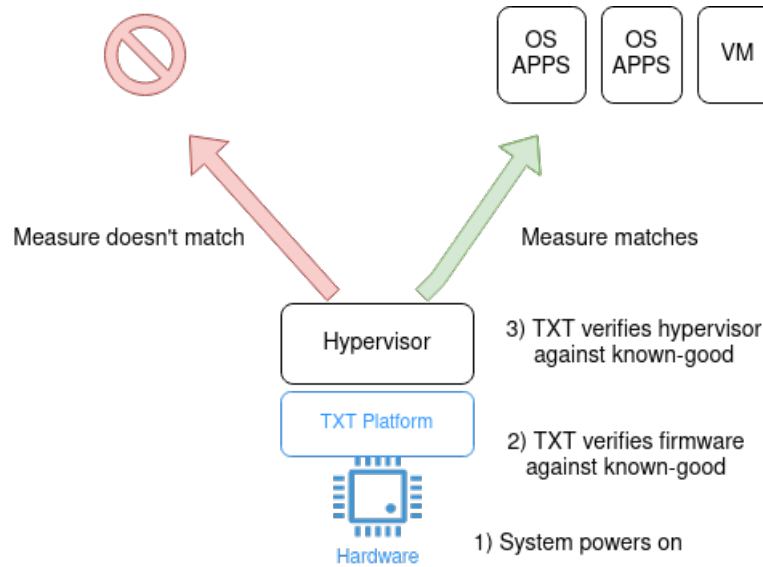 OS
APPS
OS
APPS
VM
Measure doesn't match
Measure matches
Hypervisor
3) TXT verifies hypervisor
against known-good
TXT Platform
2) TXT verifies firmware
against known-good
Hardware
1) System powers on